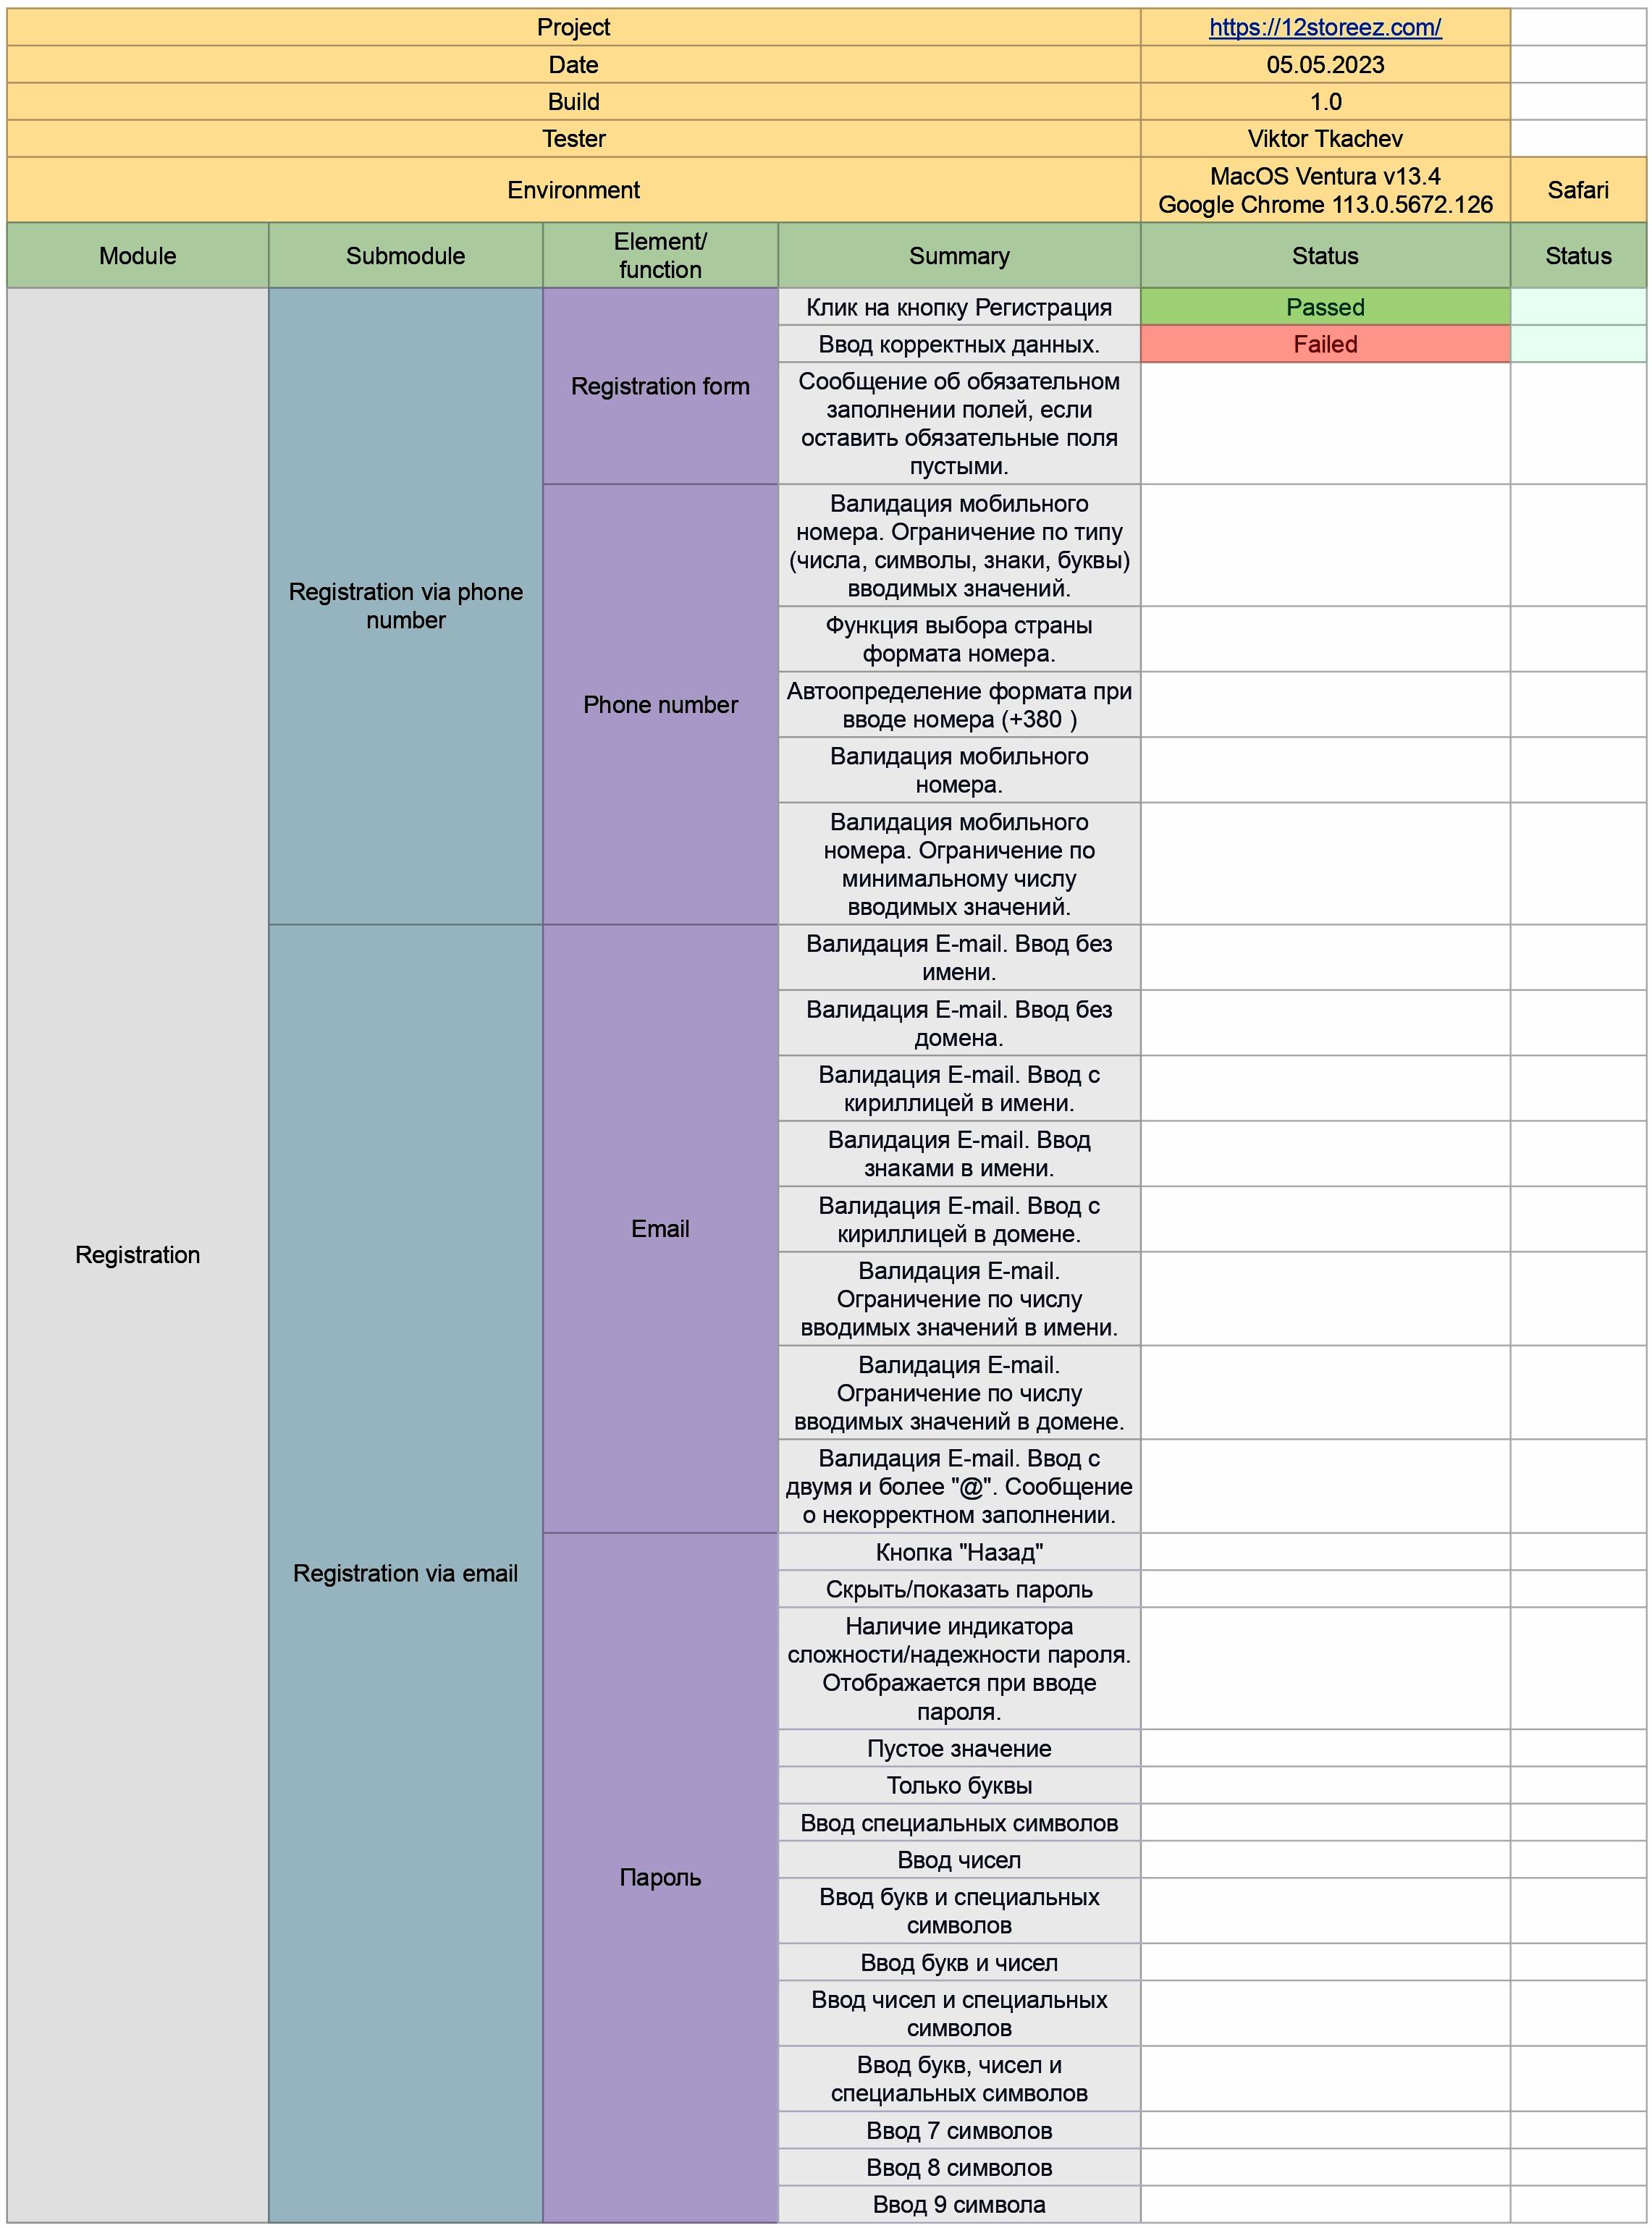 Project
https://12storeez.com/
Date
05.05.2023
Build
1.0
Tester
Viktor Tkachev
Environment
MacOS Ventura v13.4
Google Chrome 113.0.5672.126
Safari
Module
Submodule
Element/
function
Summary
Status
Status
Registration
Registration via phone
number
Registration form
Клик на кнопку Регистрация
Passed
Ввод корректных данных.
Failed
Сообщение об обязательном
заполнении полей, если
оставить обязательные поля
пустыми.
Phone number
Валидация мобильного
номера. Ограничение по типу
(числа, символы, знаки, буквы)
вводимых значений.
Функция выбора страны
формата номера.
Автоопределение формата при
вводе номера (+380 )
Валидация мобильного
номера.
Валидация мобильного
номера. Ограничение по
минимальному числу
вводимых значений.
Registration via email
Email
Валидация E-mail. Ввод без
имени.
Валидация E-mail. Ввод без
домена.
Валидация E-mail. Ввод с
кириллицей в имени.
Валидация E-mail. Ввод
знаками в имени.
Валидация E-mail. Ввод с
кириллицей в домене.
Валидация E-mail.
Ограничение по числу
вводимых значений в имени.
Валидация E-mail.
Ограничение по числу
вводимых значений в домене.
Валидация E-mail. Ввод с
двумя и более "@". Сообщение
о некорректном заполнении.
Пароль
Кнопка "Назад"
Скрыть/показать пароль
Наличие индикатора
сложности/надежности пароля.
Отображается при вводе
пароля.
Пустое значение
Только буквы
Ввод специальных символов
Ввод чисел
Ввод букв и специальных
символов
Ввод букв и чисел
Ввод чисел и специальных
символов
Ввод букв, чисел и
специальных символов
Ввод 7 символов
Ввод 8 символов
Ввод 9 символа